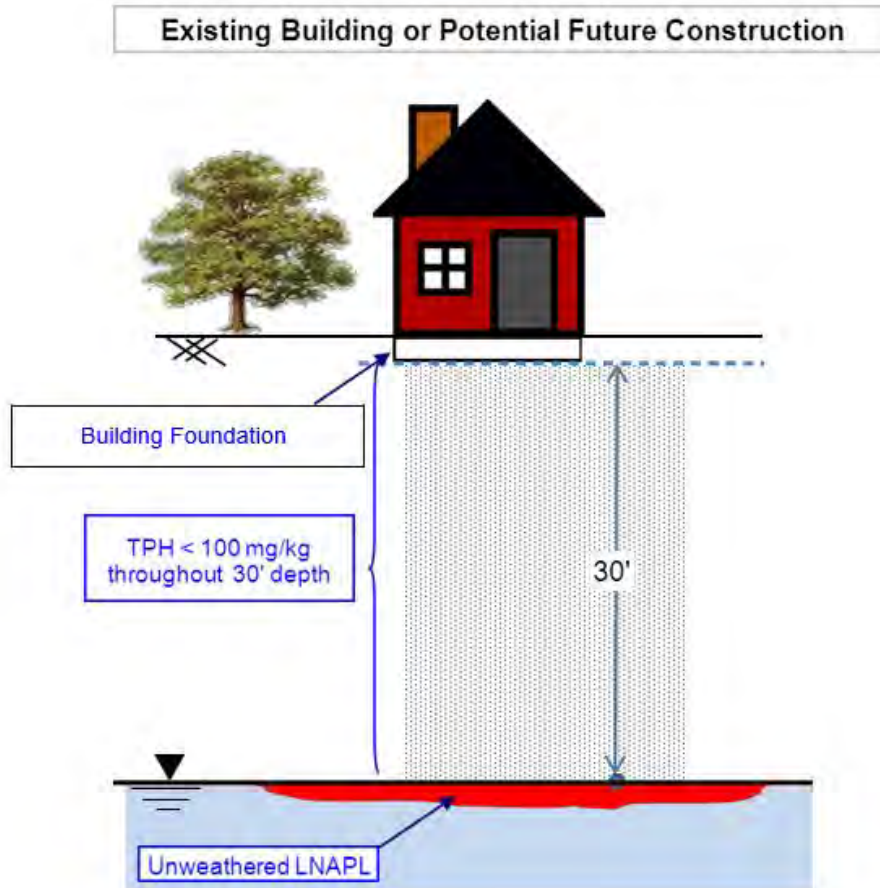 Existing Building or Potential Future Construction
Building Foundation
TPH < 100 mg/kg
throughout 30' depth
30'
Unweathered LNAPL